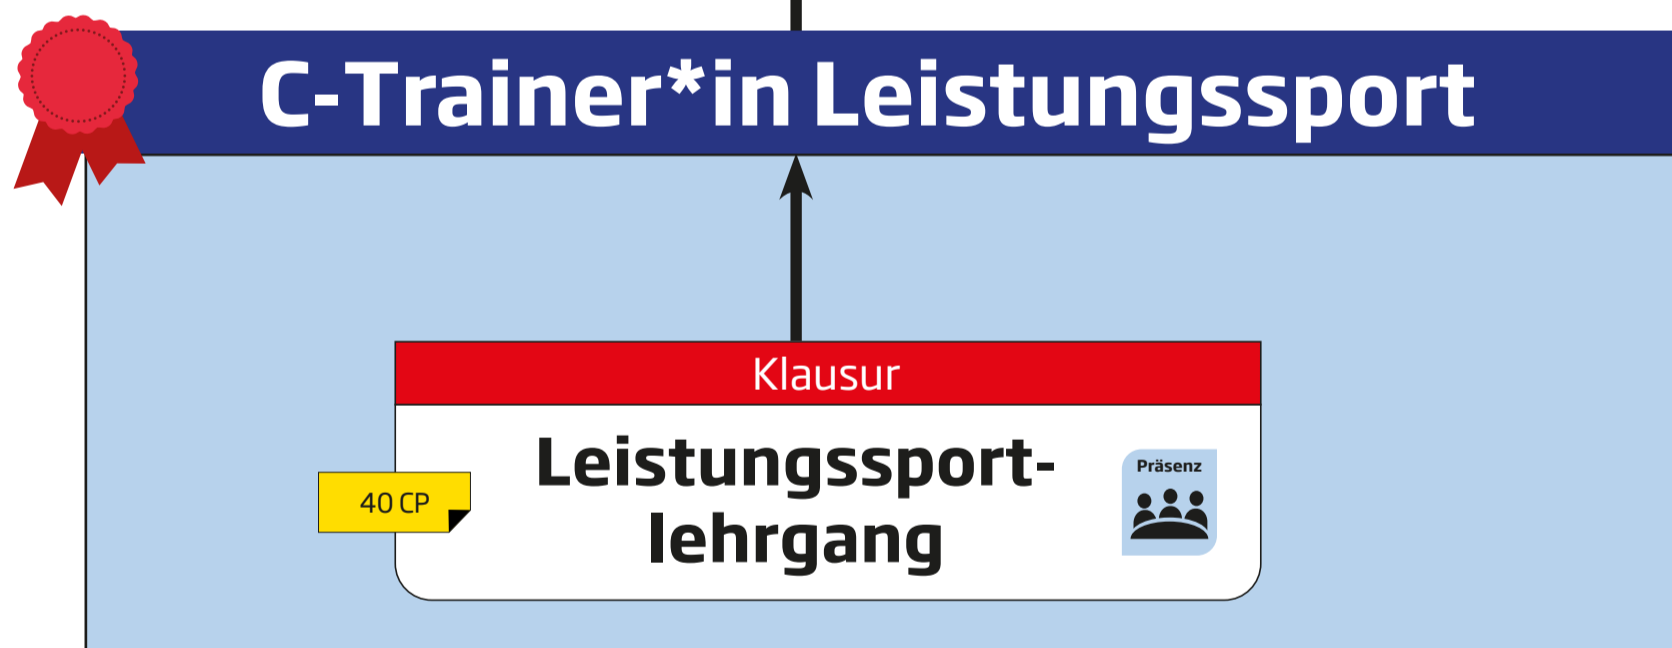 C-Trainer*in Leistungssport
Klausur
Leistungssport-
lehrgang
Präsenz
40 CP